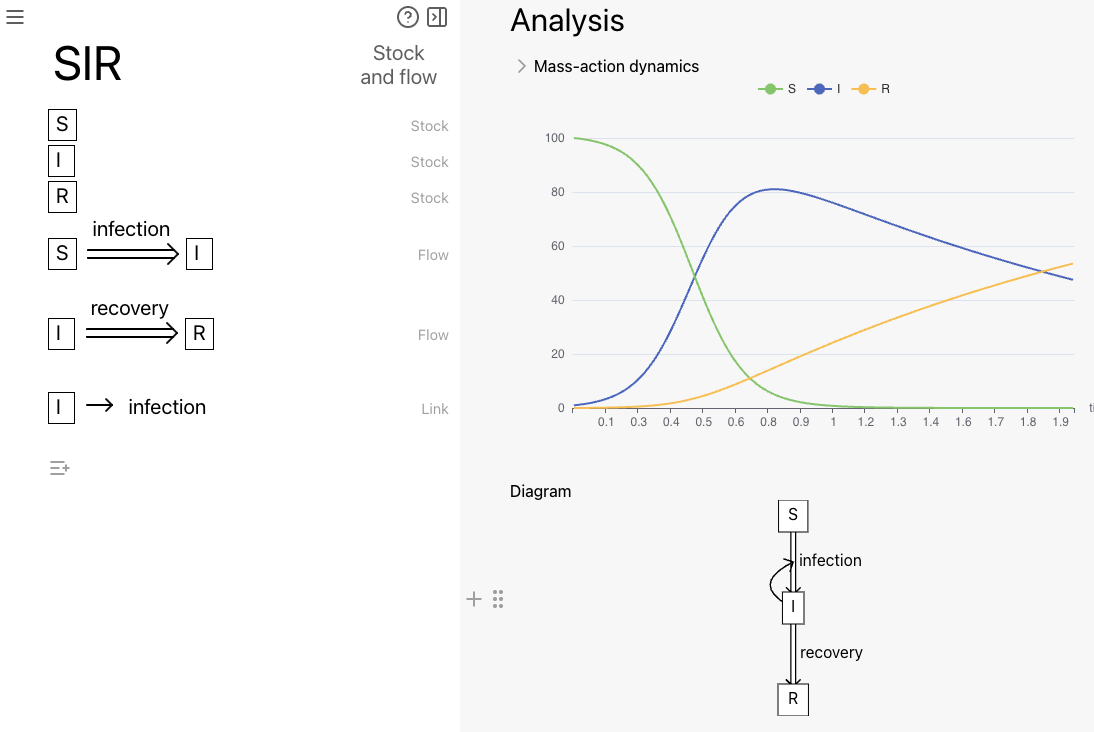 SIR
Stock
and flow
S
Stock
I
Stock
R
Stock
infection
S I
Flow
recovery
I R
Flow
I → infection
Link
Analysis
Mass-action dynamics
S I R
100
80
60
40
20
0
0.1 0.3 0.4 0.5 0.6 0.8 0.9 1 1.2 1.3 1.4 1.6 1.7 1.8 1.9
Diagram
S
infection
I
recovery
R